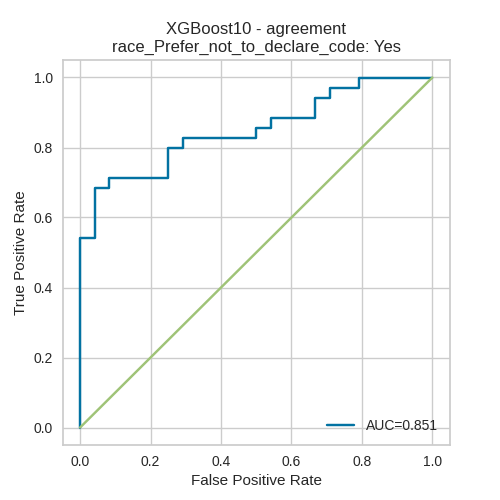 XGBoost10 - agreement
race_Prefer_not_to_declare_code: Yes
True Positive Rate
1.0
0.8
0.6
0.4
0.2
0.0
AUC=0.851
0.0 0.2 0.4 0.6 0.8 1.0
False Positive Rate